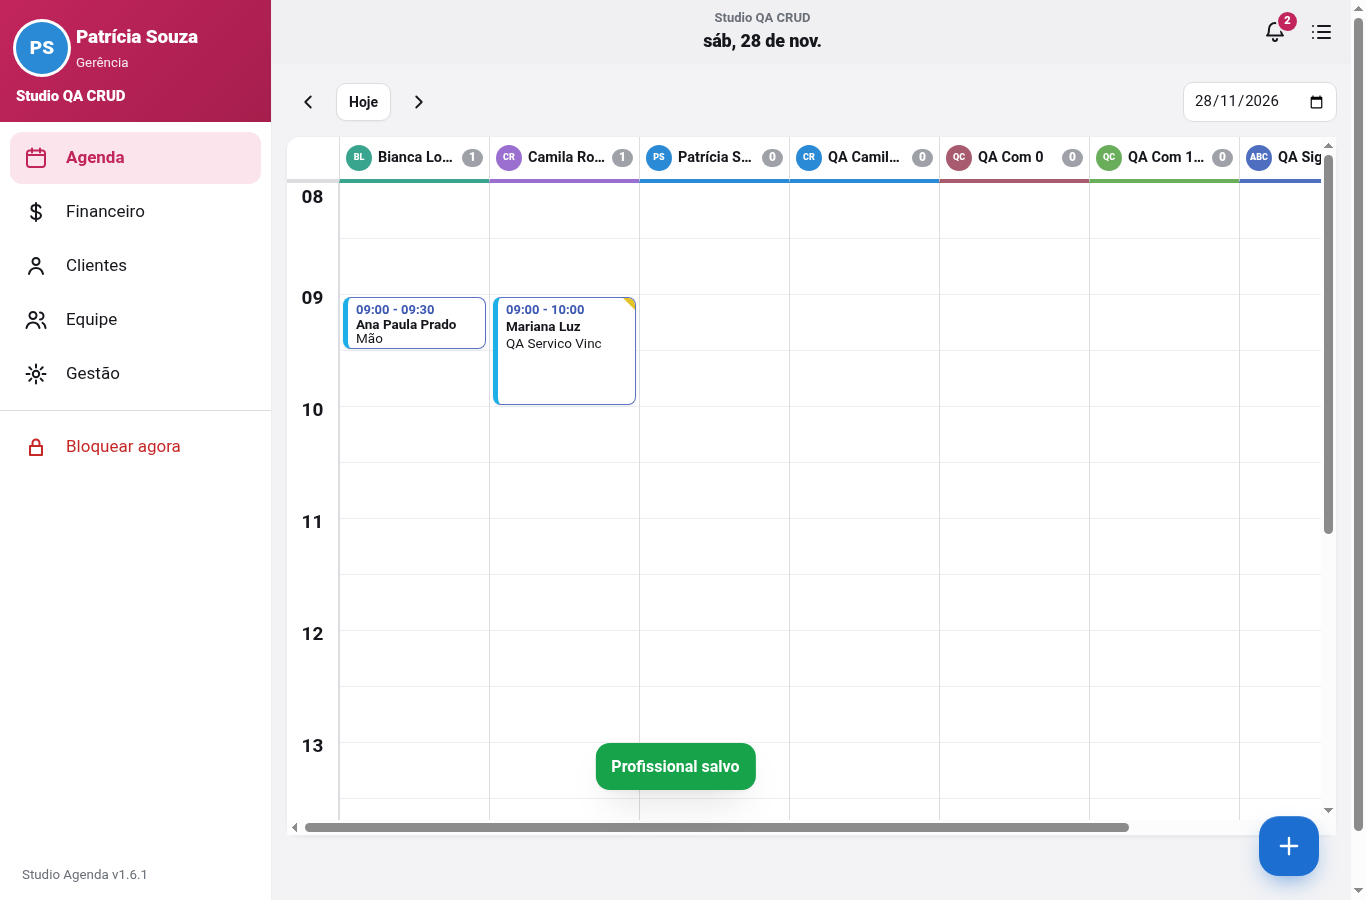 PS
Patrícia Souza
Gerência
Studio QA CRUD
Agenda
Financeiro
Clientes
Equipe
Gestão
Bloquear agora
Studio Agenda v1.6.1
Studio QA CRUD
sáb, 28 de nov.
2
Hoje
28/11/2026
BL Bianca Lo... 1
CR Camila Ro... 1
PS Patrícia S... 0
CR QA Camil... 0
QC QA Com 0 0
QC QA Com 1... 0
ABC QA Sig
08
09
09:00 - 09:30
Ana Paula Prado
Mão
09:00 - 10:00
Mariana Luz
QA Servico Vinc
10
11
12
13
Profissional salvo